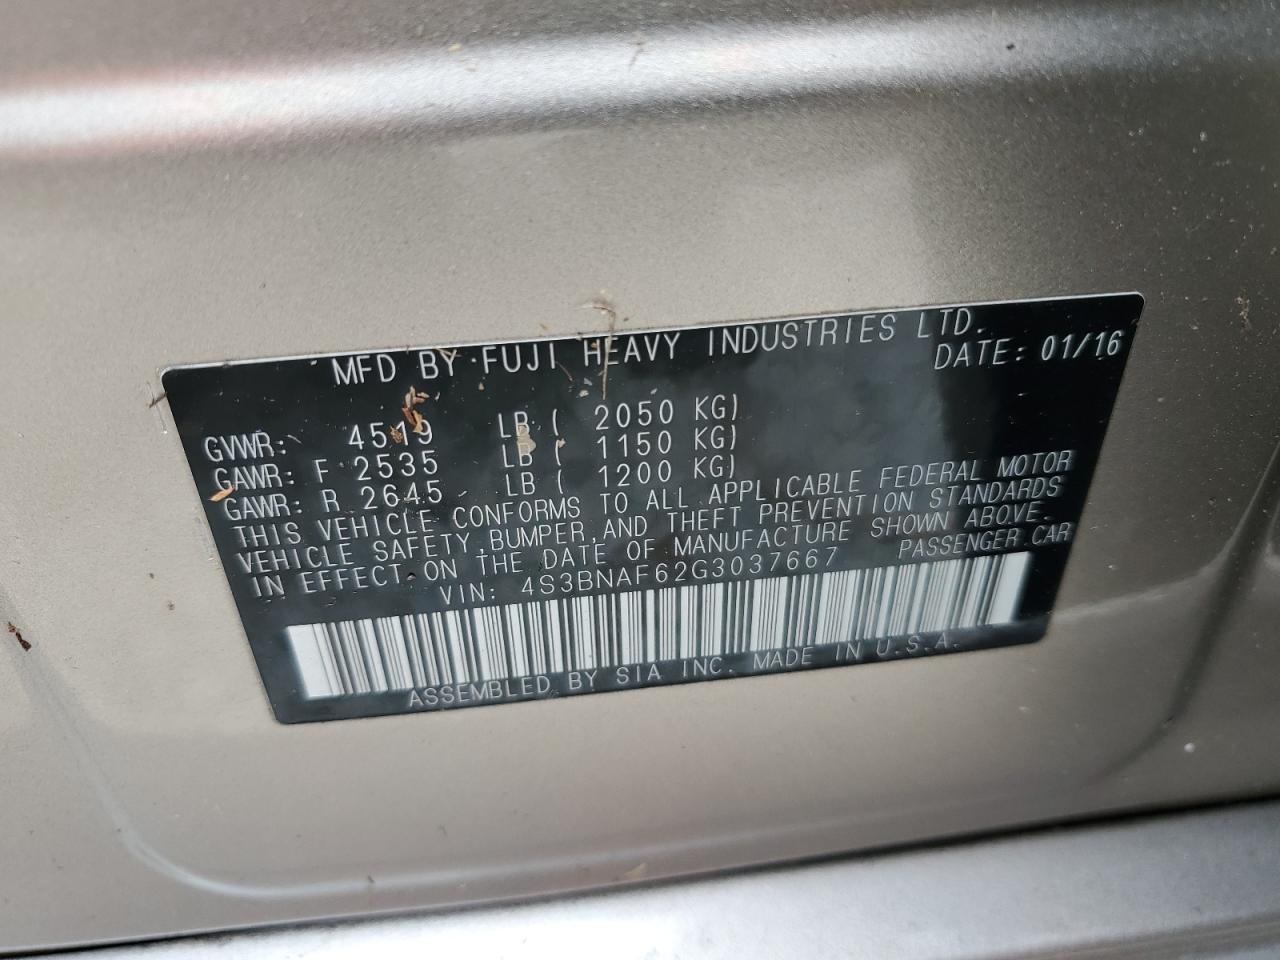 MFD BY FUJI HEAVY INDUSTRIES LTD.
DATE: 01/16
GVWR: 4519 LB ( 2050 KG)
GAWR: F 2535 LB ( 1150 KG)
GAWR: R 2645 LB ( 1200 KG)
THIS VEHICLE CONFORMS TO ALL APPLICABLE FEDERAL MOTOR
VEHICLE SAFETY, BUMPER, AND THEFT PREVENTION STANDARDS
IN EFFECT ON THE DATE OF MANUFACTURE SHOWN ABOVE.
VIN: 4S3BNAF62G3037667 PASSENGER CAR
ASSEMBLED BY SIA INC. MADE IN U.S.A.